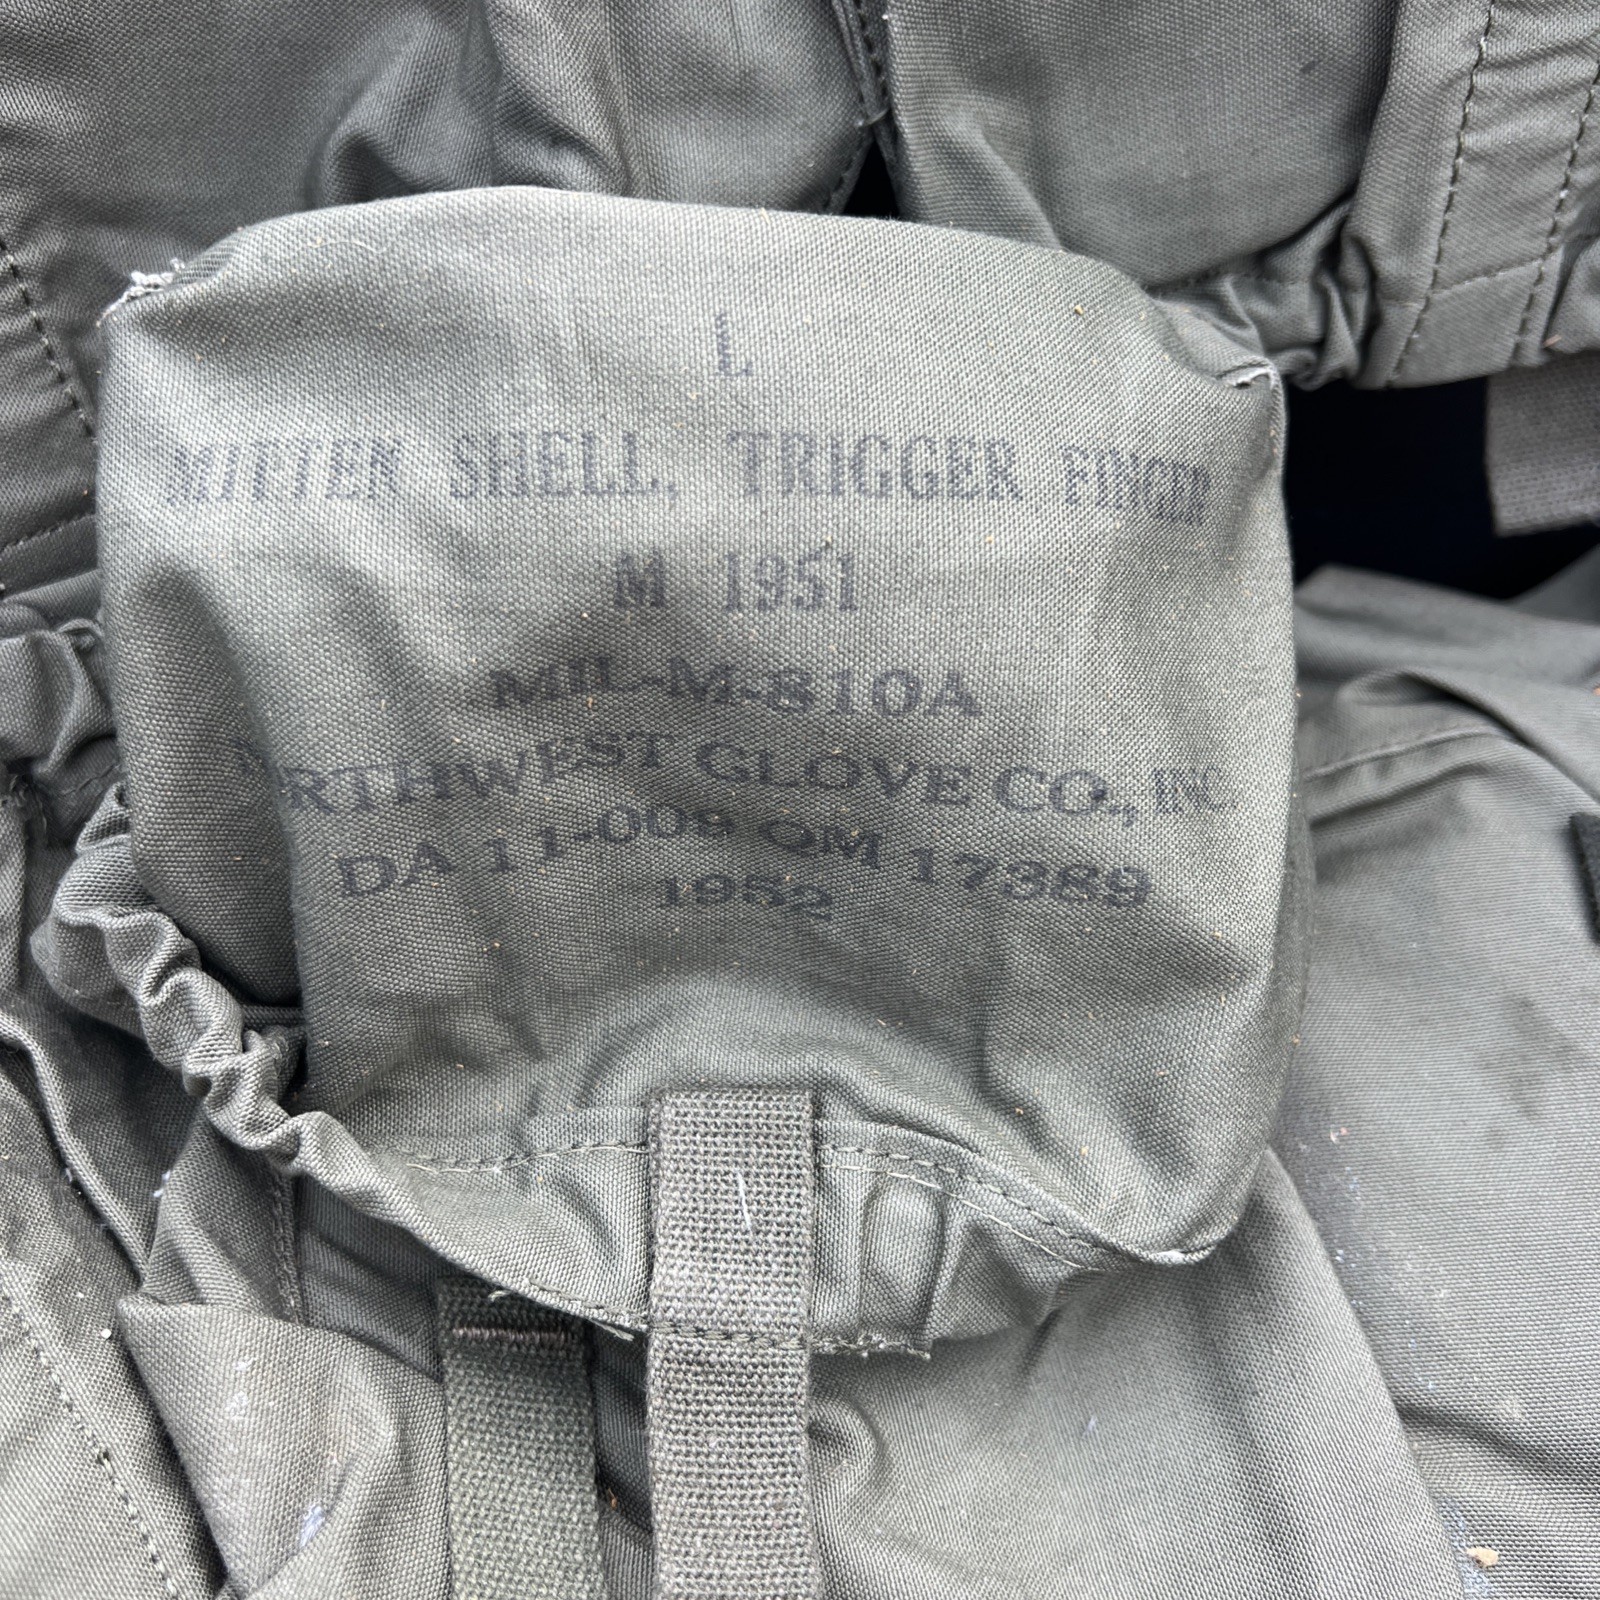 L
MITTEN SHELL, TRIGGER FINGER
M 1951
MIL-M-810A
NORTHWEST GLOVE CO., INC.
DA 11-009 QM 17389
1952